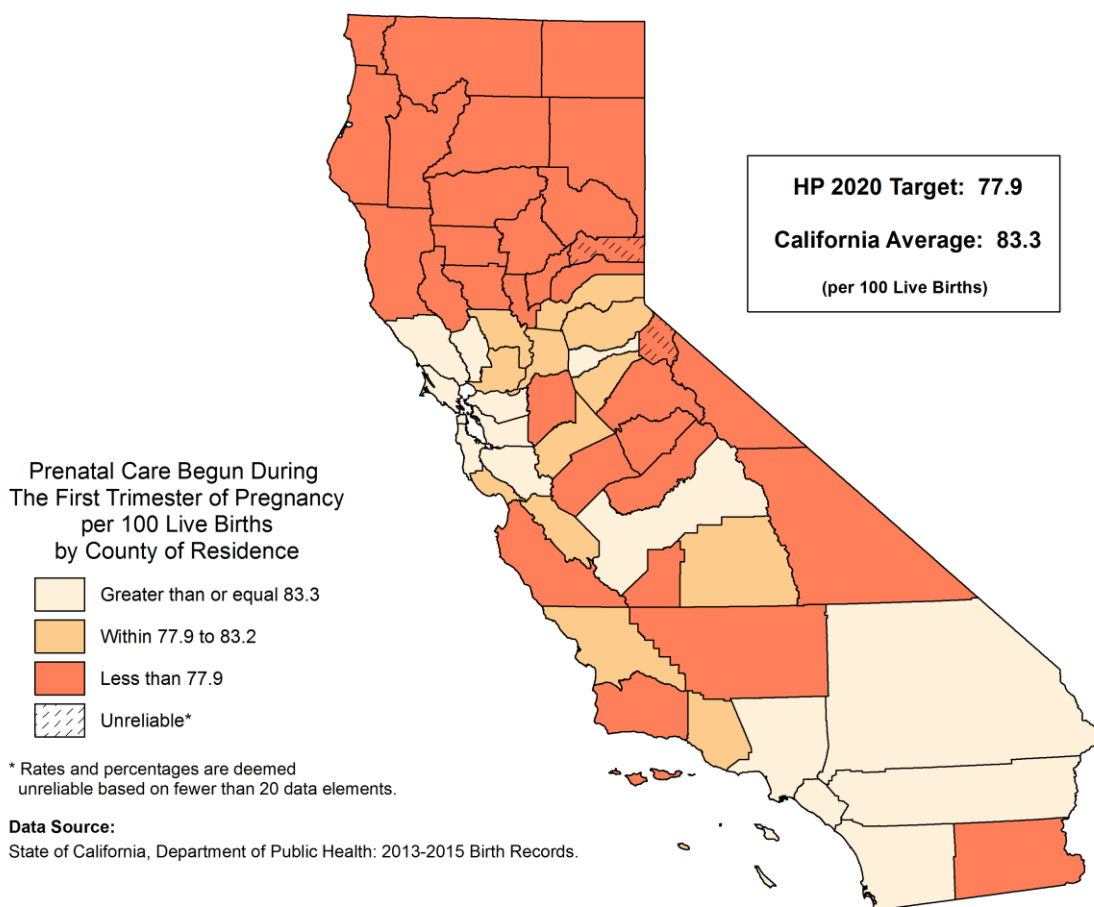 HP 2020 Target: 77.9
California Average: 83.3
(per 100 Live Births)
Prenatal Care Begun During
The First Trimester of Pregnancy
per 100 Live Births
by County of Residence
Greater than or equal 83.3
Within 77.9 to 83.2
Less than 77.9
Unreliable*
* Rates and percentages are deemed
unreliable based on fewer than 20 data elements.
Data Source:
State of California, Department of Public Health: 2013-2015 Birth Records.